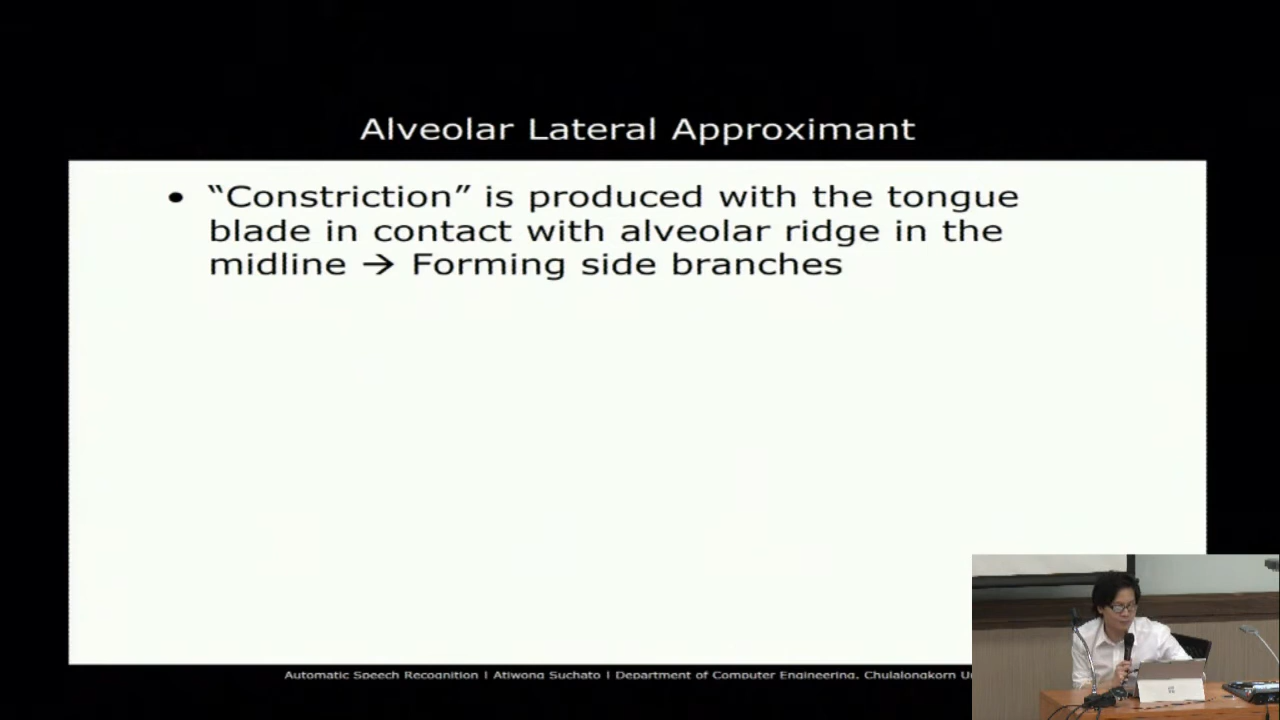 Alveolar Lateral Approximant
• “Constriction” is produced with the tongue
blade in contact with alveolar ridge in the
midline → Forming side branches
Automatic Speech Recognition | Atiwong Suchato | Department of Computer Engineering, Chulalongkorn